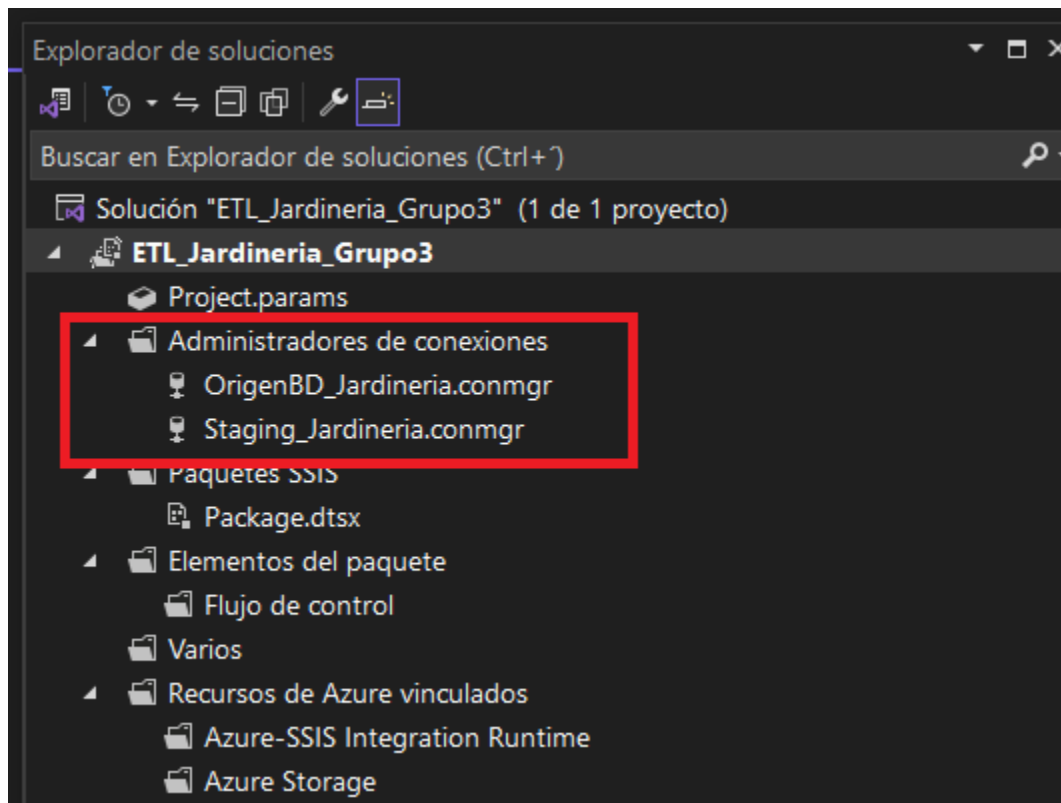 Explorador de soluciones
Buscar en Explorador de soluciones (Ctrl+´)
Solución "ETL_Jardineria_Grupo3" (1 de 1 proyecto)
ETL_Jardineria_Grupo3
Project.params
Administradores de conexiones
OrigenBD_Jardineria.conmgr
Staging_Jardineria.conmgr
Paquetes SSIS
Package.dtsx
Elementos del paquete
Flujo de control
Varios
Recursos de Azure vinculados
Azure-SSIS Integration Runtime
Azure Storage